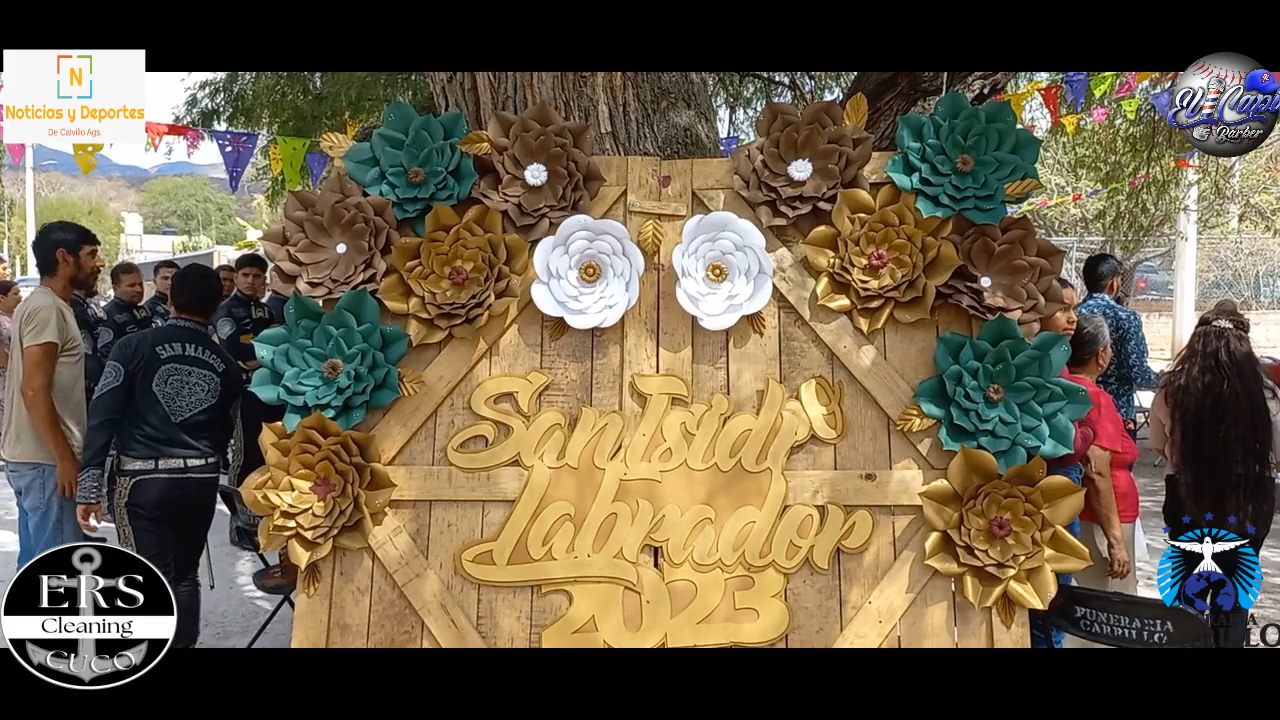 N
Noticias y Deportes
De Calvillo Ags.
Barber
SAN MARCOS
San Isidro
Labrador
2023
ERS
Cleaning
CUCO
FUNERARIA
CARRILLO